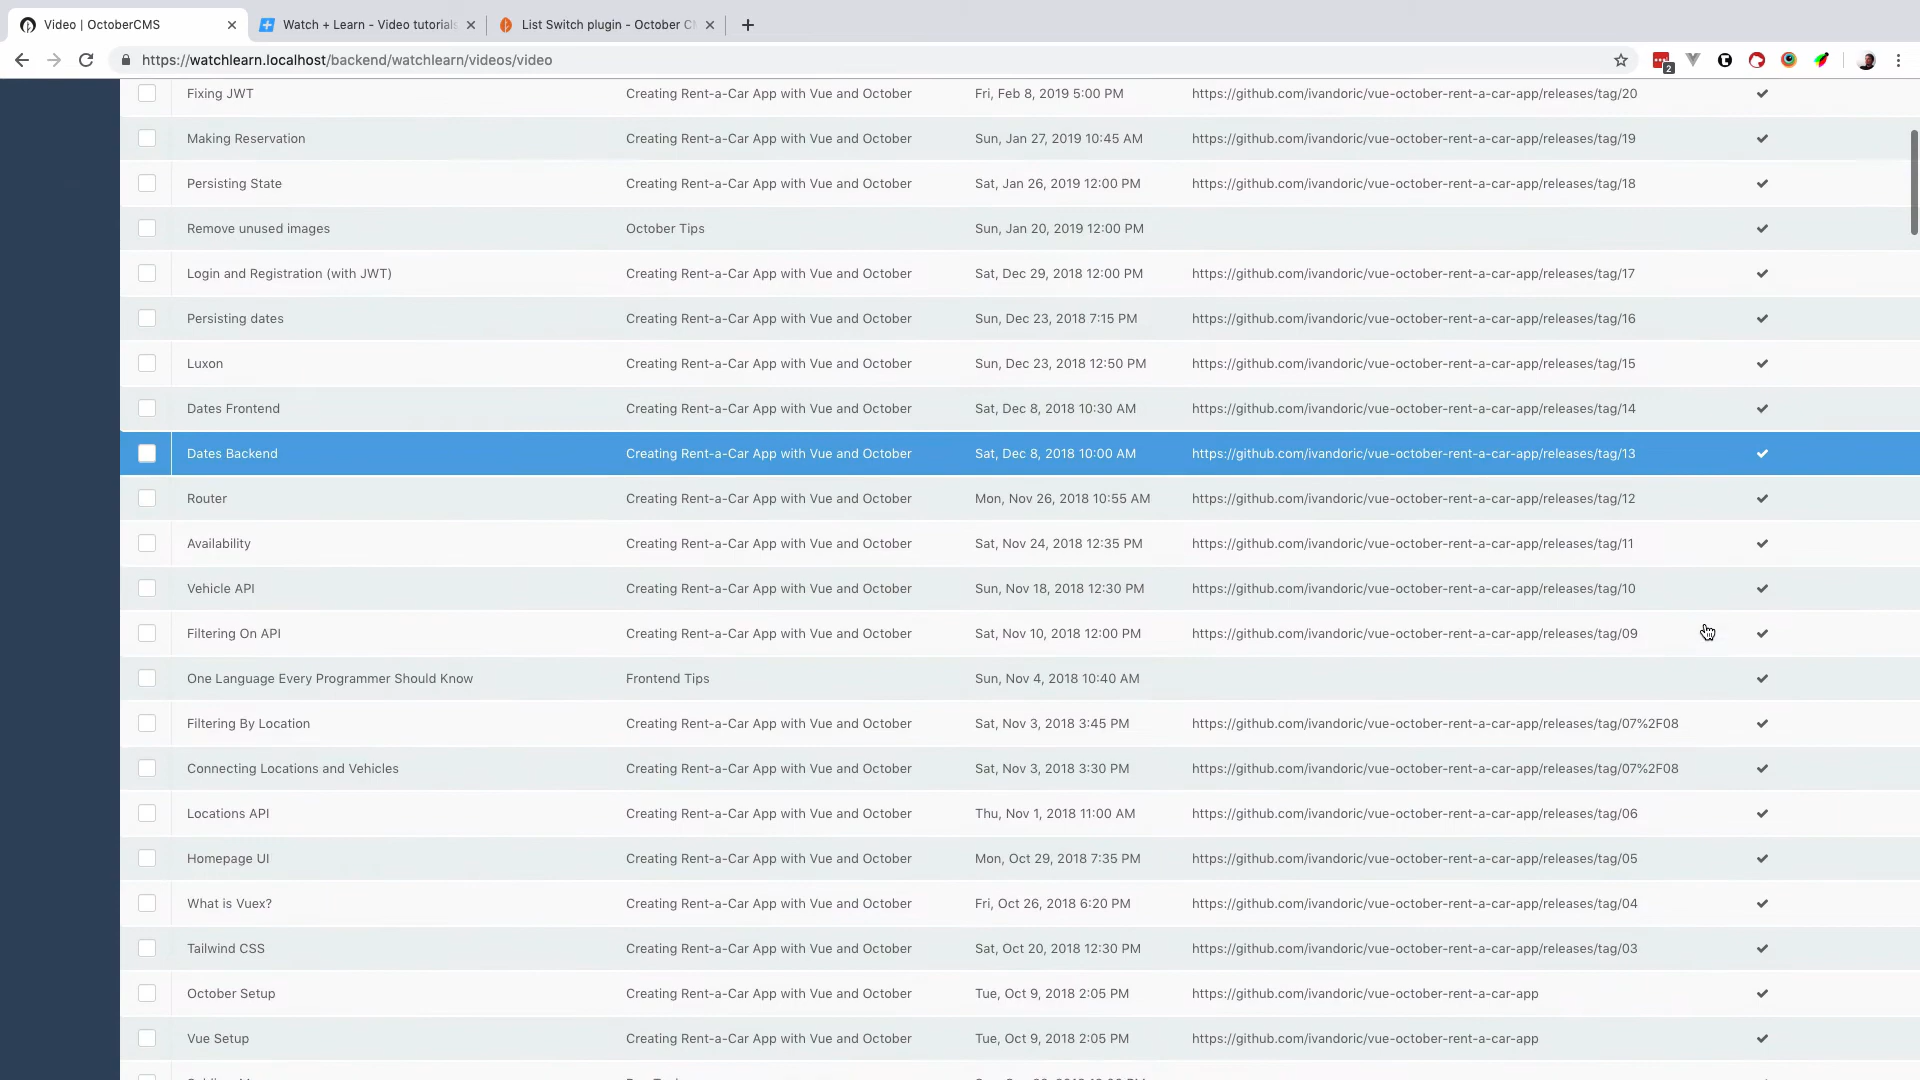 Video | OctoberCMS
Watch + Learn - Video tutorials
List Switch plugin - October C
https://watchlearn.localhost/backend/watchlearn/videos/video
2
Fixing JWT Creating Rent-a-Car App with Vue and October Fri, Feb 8, 2019 5:00 PM https://github.com/ivandoric/vue-october-rent-a-car-app/releases/tag/20
Making Reservation Creating Rent-a-Car App with Vue and October Sun, Jan 27, 2019 10:45 AM https://github.com/ivandoric/vue-october-rent-a-car-app/releases/tag/19
Persisting State Creating Rent-a-Car App with Vue and October Sat, Jan 26, 2019 12:00 PM https://github.com/ivandoric/vue-october-rent-a-car-app/releases/tag/18
Remove unused images October Tips Sun, Jan 20, 2019 12:00 PM
Login and Registration (with JWT) Creating Rent-a-Car App with Vue and October Sat, Dec 29, 2018 12:00 PM https://github.com/ivandoric/vue-october-rent-a-car-app/releases/tag/17
Persisting dates Creating Rent-a-Car App with Vue and October Sun, Dec 23, 2018 7:15 PM https://github.com/ivandoric/vue-october-rent-a-car-app/releases/tag/16
Luxon Creating Rent-a-Car App with Vue and October Sun, Dec 23, 2018 12:50 PM https://github.com/ivandoric/vue-october-rent-a-car-app/releases/tag/15
Dates Frontend Creating Rent-a-Car App with Vue and October Sat, Dec 8, 2018 10:30 AM https://github.com/ivandoric/vue-october-rent-a-car-app/releases/tag/14
Dates Backend Creating Rent-a-Car App with Vue and October Sat, Dec 8, 2018 10:00 AM https://github.com/ivandoric/vue-october-rent-a-car-app/releases/tag/13
Router Creating Rent-a-Car App with Vue and October Mon, Nov 26, 2018 10:55 AM https://github.com/ivandoric/vue-october-rent-a-car-app/releases/tag/12
Availability Creating Rent-a-Car App with Vue and October Sat, Nov 24, 2018 12:35 PM https://github.com/ivandoric/vue-october-rent-a-car-app/releases/tag/11
Vehicle API Creating Rent-a-Car App with Vue and October Sun, Nov 18, 2018 12:30 PM https://github.com/ivandoric/vue-october-rent-a-car-app/releases/tag/10
Filtering On API Creating Rent-a-Car App with Vue and October Sat, Nov 10, 2018 12:00 PM https://github.com/ivandoric/vue-october-rent-a-car-app/releases/tag/09
One Language Every Programmer Should Know Frontend Tips Sun, Nov 4, 2018 10:40 AM
Filtering By Location Creating Rent-a-Car App with Vue and October Sat, Nov 3, 2018 3:45 PM https://github.com/ivandoric/vue-october-rent-a-car-app/releases/tag/07%2F08
Connecting Locations and Vehicles Creating Rent-a-Car App with Vue and October Sat, Nov 3, 2018 3:30 PM https://github.com/ivandoric/vue-october-rent-a-car-app/releases/tag/07%2F08
Locations API Creating Rent-a-Car App with Vue and October Thu, Nov 1, 2018 11:00 AM https://github.com/ivandoric/vue-october-rent-a-car-app/releases/tag/06
Homepage UI Creating Rent-a-Car App with Vue and October Mon, Oct 29, 2018 7:35 PM https://github.com/ivandoric/vue-october-rent-a-car-app/releases/tag/05
What is Vuex? Creating Rent-a-Car App with Vue and October Fri, Oct 26, 2018 6:20 PM https://github.com/ivandoric/vue-october-rent-a-car-app/releases/tag/04
Tailwind CSS Creating Rent-a-Car App with Vue and October Sat, Oct 20, 2018 12:30 PM https://github.com/ivandoric/vue-october-rent-a-car-app/releases/tag/03
October Setup Creating Rent-a-Car App with Vue and October Tue, Oct 9, 2018 2:05 PM https://github.com/ivandoric/vue-october-rent-a-car-app
Vue Setup Creating Rent-a-Car App with Vue and October Tue, Oct 9, 2018 2:05 PM https://github.com/ivandoric/vue-october-rent-a-car-app